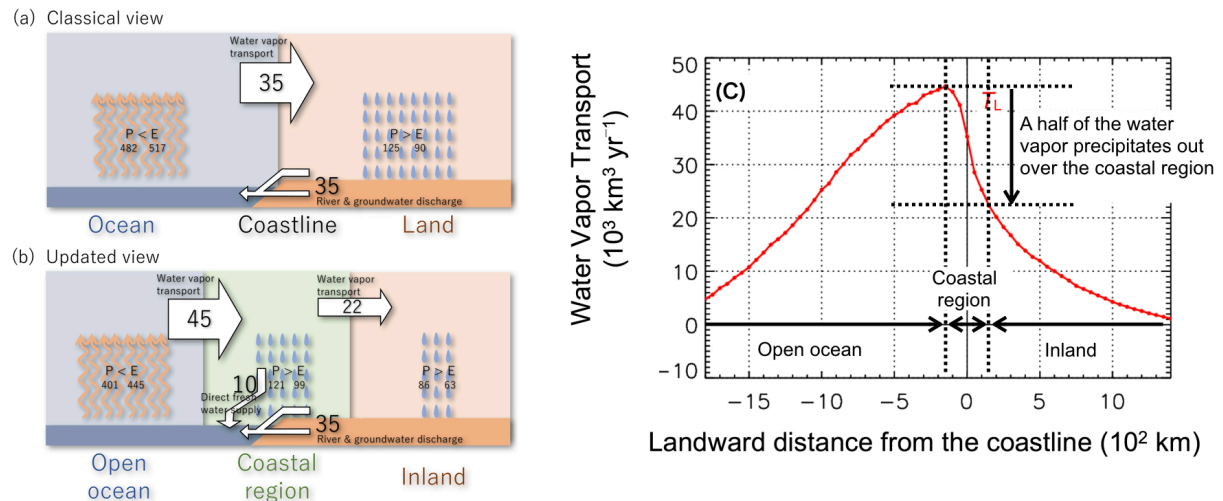 (a) Classical view
Water vapor
transport
35
P < E
482 517
P > E
125 90
35
River & groundwater discharge
Ocean
Coastline
Land
(b) Updated view
Water vapor
transport
45
Water vapor
transport
22
P < E
401 445
10
P > E
121 99
P > E
86 63
Direct fresh
water supply
35
River & groundwater discharge
Open
ocean
Coastal
region
Inland
Water Vapor Transport
(10³ km³ yr⁻¹)
50
40
30
20
10
0
−10
(C)
T_L
A half of the water
vapor precipitates out
over the coastal region
Coastal
region
Open ocean
Inland
−15
−10
−5
0
5
10
Landward distance from the coastline (10² km)